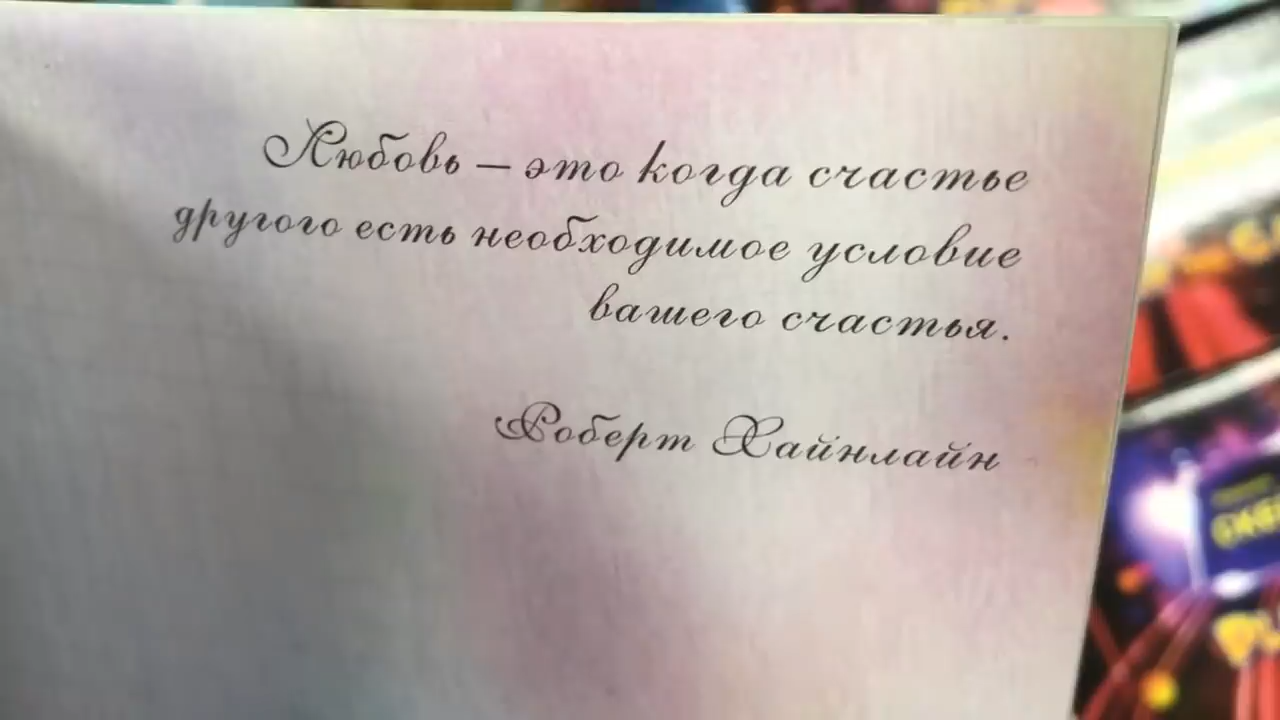 Любовь – это когда счастье
другого есть необходимое условие
вашего счастья.
Роберт Хайнлайн